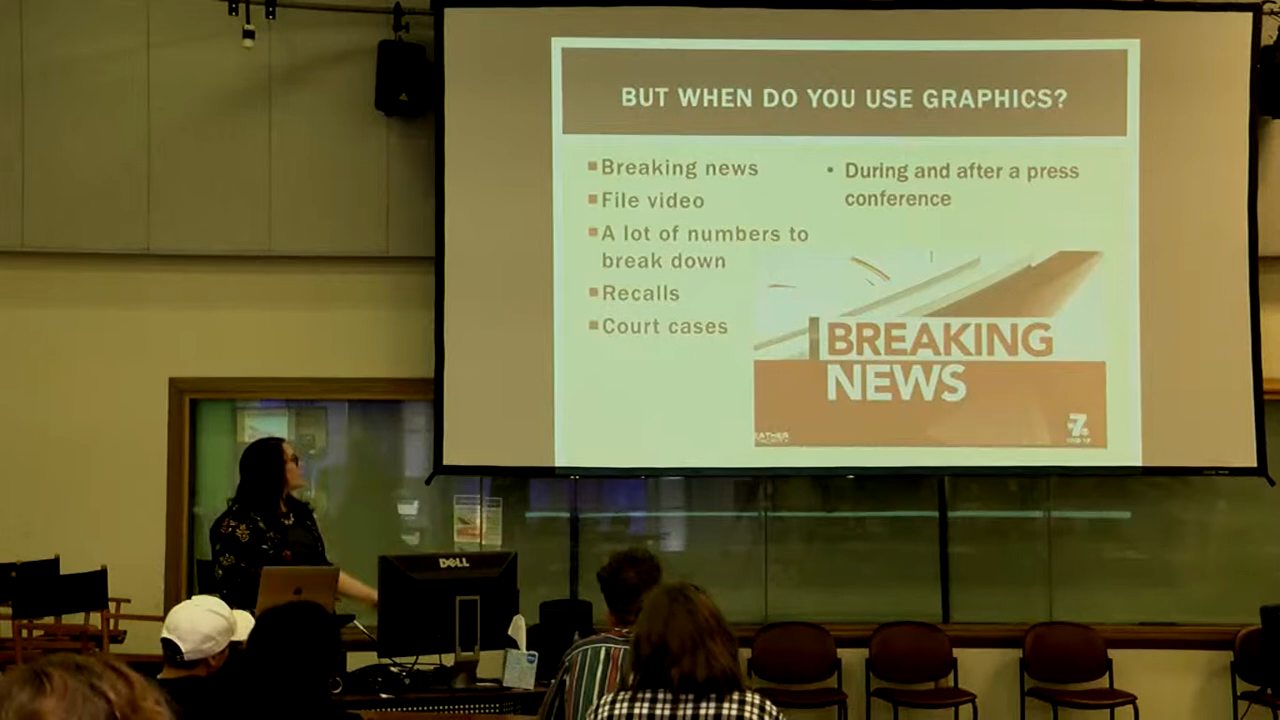 BUT WHEN DO YOU USE GRAPHICS?
Breaking news
File video
A lot of numbers to
break down
Recalls
Court cases
• During and after a press
conference
BREAKING
NEWS
7
DELL